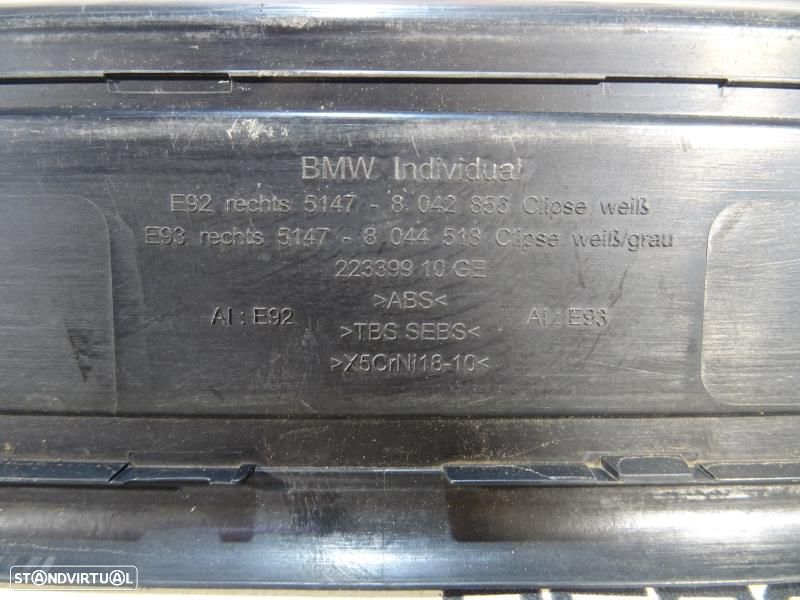 BMW Individual
E92 rechts 5147 - 8 042 856 Clipse weiß
E93 rechts 5147 - 8 044 518 Clipse weiß/grau
223399 10 GE
>ABS<
AI : E92 >TBS SEBS< AI : E93
>X5CrNi18-10<
STANDVIRTUAL